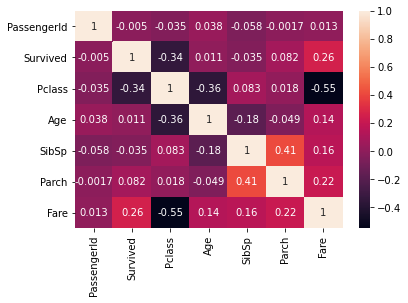 PassengerId 1 -0.005 -0.035 0.038 -0.058 -0.0017 0.013
Survived -0.005 1 -0.34 0.011 -0.035 0.082 0.26
Pclass -0.035 -0.34 1 -0.36 0.083 0.018 -0.55
Age 0.038 0.011 -0.36 1 -0.18 -0.049 0.14
SibSp -0.058 -0.035 0.083 -0.18 1 0.41 0.16
Parch -0.0017 0.082 0.018 -0.049 0.41 1 0.22
Fare 0.013 0.26 -0.55 0.14 0.16 0.22 1
PassengerId
Survived
Pclass
Age
SibSp
Parch
Fare
1.0
0.8
0.6
0.4
0.2
0.0
−0.2
−0.4